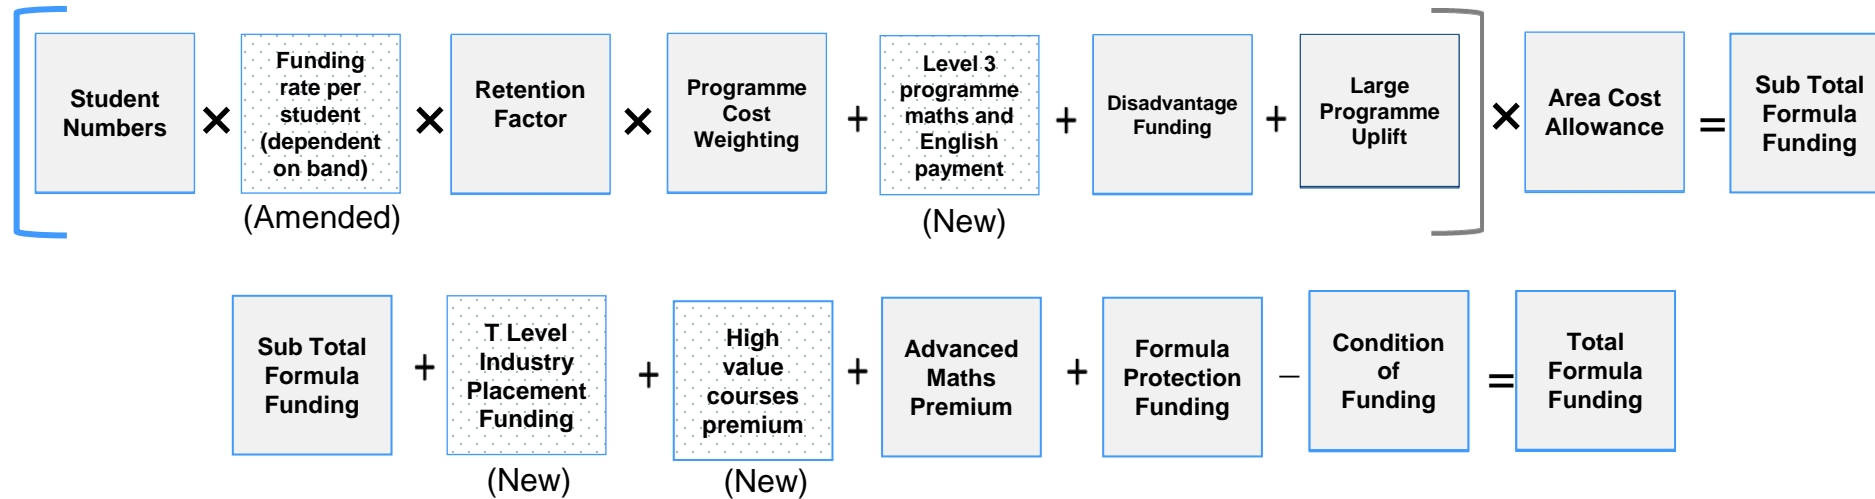 Student
Numbers
×
Funding
rate per
student
(dependent
on band)
(Amended)
×
Retention
Factor
×
Programme
Cost
Weighting
+
Level 3
programme
maths and
English
payment
(New)
+
Disadvantage
Funding
+
Large
Programme
Uplift
×
Area Cost
Allowance
=
Sub Total
Formula
Funding
Sub Total
Formula
Funding
+
T Level
Industry
Placement
Funding
(New)
+
High
value
courses
premium
(New)
+
Advanced
Maths
Premium
+
Formula
Protection
Funding
–
Condition
of
Funding
=
Total
Formula
Funding